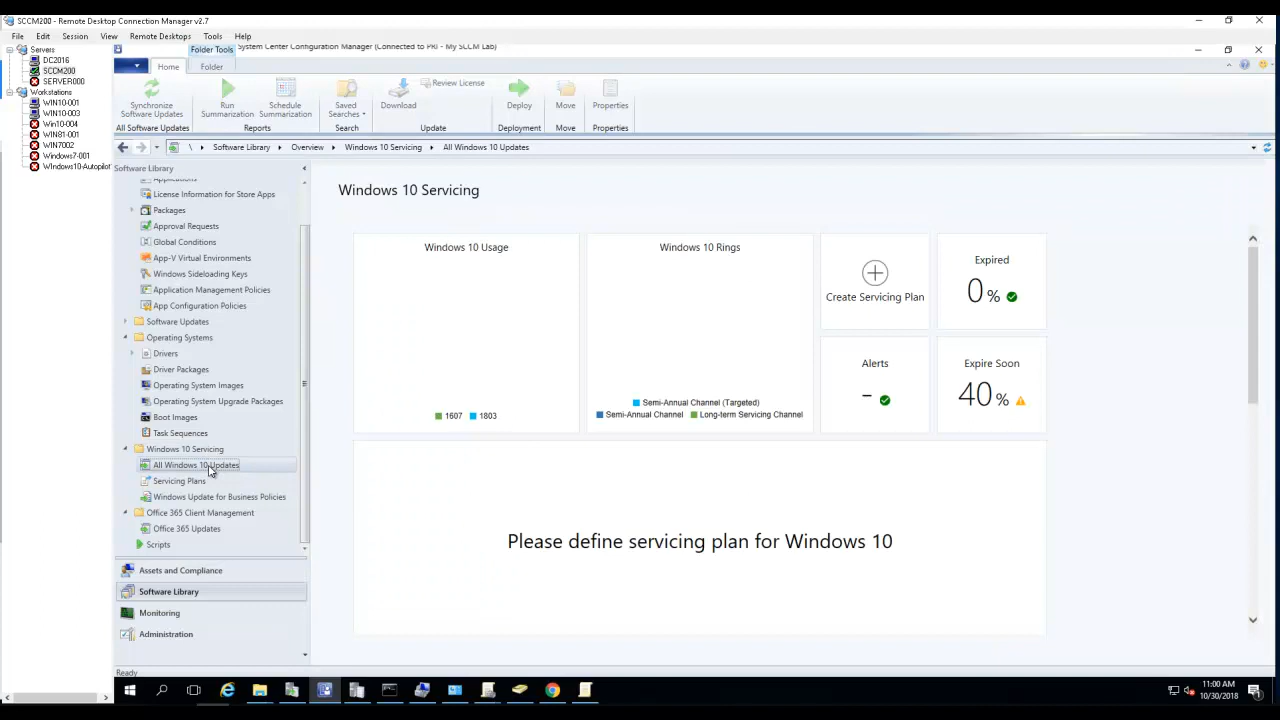 SCCM200 - Remote Desktop Connection Manager v2.7
File Edit Session View Remote Desktops Tools Help
Servers
DC2016
SCCM200
SERVER000
Workstations
WIN10-001
WIN10-003
Win10-004
WIN81-001
WIN7002
Windows7-001
Windows10-Autopilot
Folder Tools
System Center Configuration Manager (Connected to PRI - My SCCM Lab)
Home Folder
Synchronize Software Updates
All Software Updates
Run Summarization
Schedule Summarization
Reports
Saved Searches
Search
Download
Review License
Update
Deploy
Deployment
Move
Move
Properties
Properties
\ Software Library Overview Windows 10 Servicing All Windows 10 Updates
Software Library
Applications
License Information for Store Apps
Packages
Approval Requests
Global Conditions
App-V Virtual Environments
Windows Sideloading Keys
Application Management Policies
App Configuration Policies
Software Updates
Operating Systems
Drivers
Driver Packages
Operating System Images
Operating System Upgrade Packages
Boot Images
Task Sequences
Windows 10 Servicing
All Windows 10 Updates
Servicing Plans
Windows Update for Business Policies
Office 365 Client Management
Office 365 Updates
Scripts
Assets and Compliance
Software Library
Monitoring
Administration
Windows 10 Servicing
Windows 10 Usage
1607 1803
Windows 10 Rings
Semi-Annual Channel (Targeted)
Semi-Annual Channel Long-term Servicing Channel
Create Servicing Plan
Expired
0 %
Alerts
-
Expire Soon
40 %
Please define servicing plan for Windows 10
Ready
11:00 AM
10/30/2018